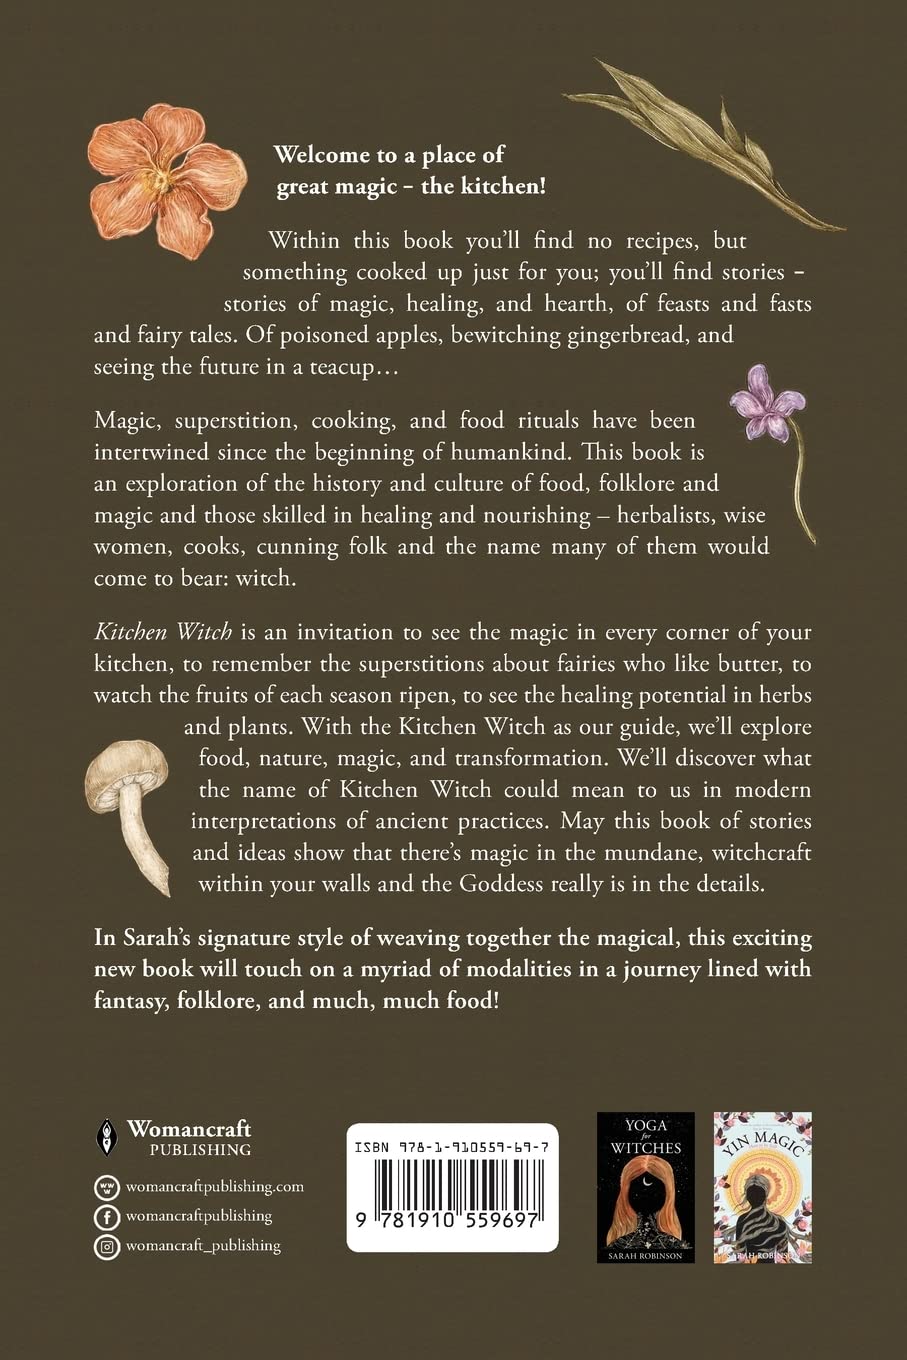 Welcome to a place of
great magic – the kitchen!
Within this book you'll find no recipes, but
something cooked up just for you; you'll find stories –
stories of magic, healing, and hearth, of feasts and fasts
and fairy tales. Of poisoned apples, bewitching gingerbread, and
seeing the future in a teacup…
Magic, superstition, cooking, and food rituals have been
intertwined since the beginning of humankind. This book is
an exploration of the history and culture of food, folklore and
magic and those skilled in healing and nourishing – herbalists, wise
women, cooks, cunning folk and the name many of them would
come to bear: witch.
Kitchen Witch is an invitation to see the magic in every corner of your
kitchen, to remember the superstitions about fairies who like butter, to
watch the fruits of each season ripen, to see the healing potential in herbs
and plants. With the Kitchen Witch as our guide, we'll explore
food, nature, magic, and transformation. We'll discover what
the name of Kitchen Witch could mean to us in modern
interpretations of ancient practices. May this book of stories
and ideas show that there's magic in the mundane, witchcraft
within your walls and the Goddess really is in the details.
In Sarah's signature style of weaving together the magical, this exciting
new book will touch on a myriad of modalities in a journey lined with
fantasy, folklore, and much, much food!
Womancraft
PUBLISHING
womancraftpublishing.com
womancraftpublishing
womancraft_publishing
ISBN 978-1-910559-69-7
9 781910 559697
YOGA
for
WITCHES
SARAH ROBINSON
YIN MAGIC
SARAH ROBINSON